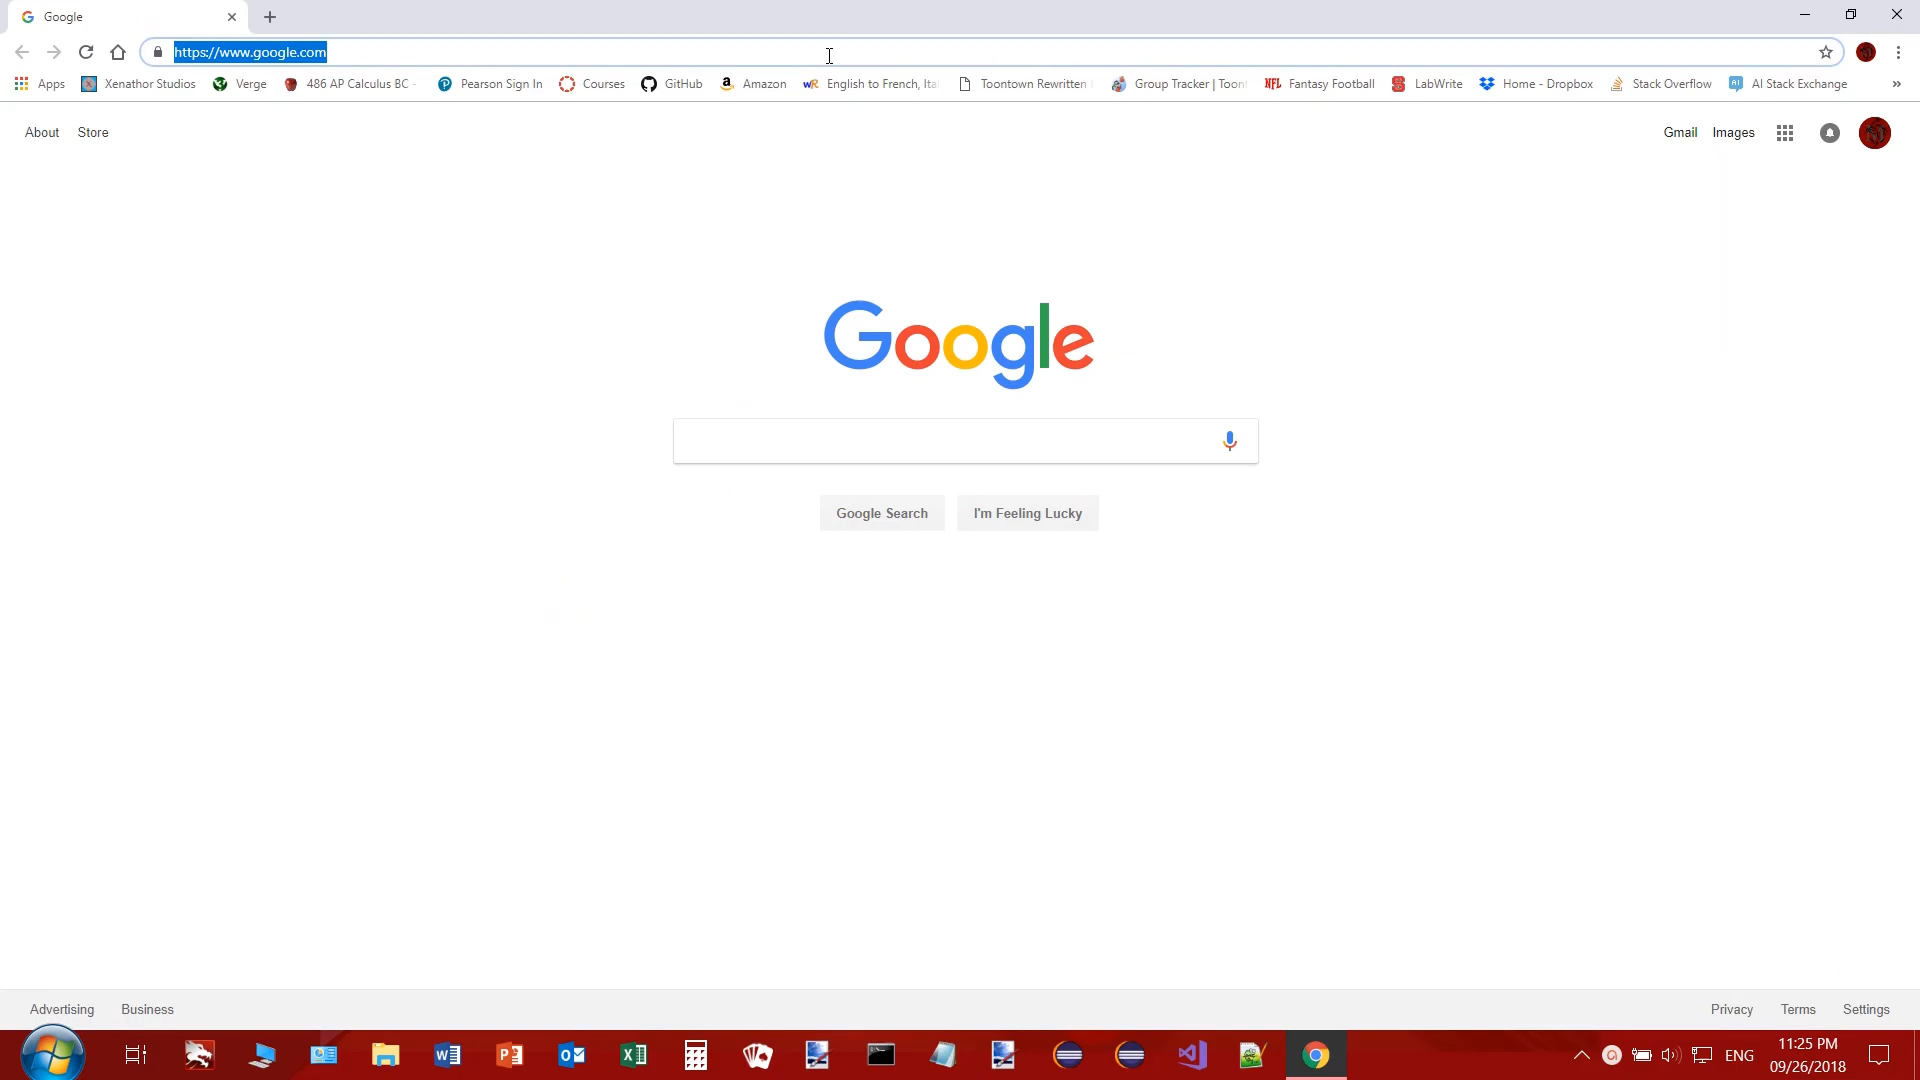 Google
https://www.google.com
Apps Xenathor Studios Verge 486 AP Calculus BC - Pearson Sign In Courses GitHub Amazon English to French, Ita Toontown Rewritten Group Tracker | Toont Fantasy Football LabWrite Home - Dropbox Stack Overflow AI Stack Exchange »
About Store Gmail Images
Google
Google Search I'm Feeling Lucky
Advertising Business Privacy Terms Settings
ENG 11:25 PM
09/26/2018